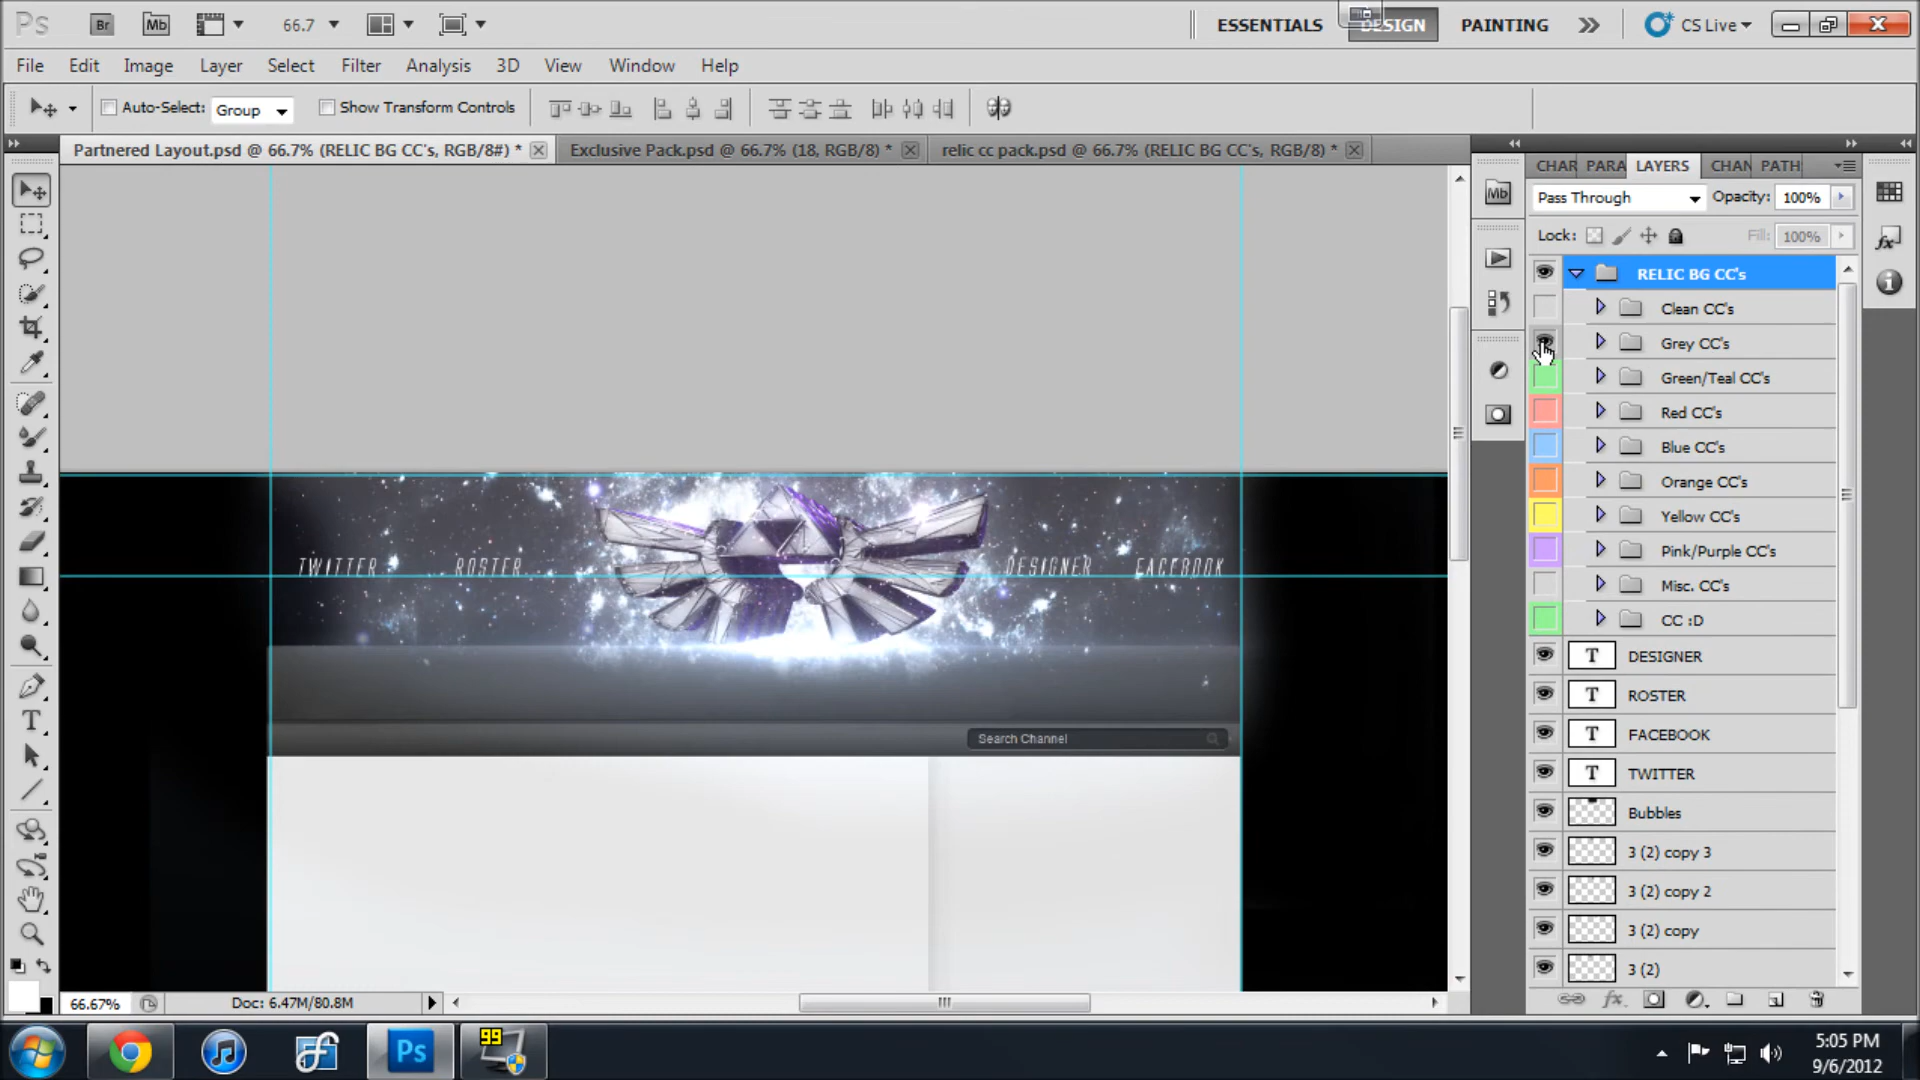 Ps Br Mb 66.7 ESSENTIALS DESIGN PAINTING CS Live
File Edit Image Layer Select Filter Analysis 3D View Window Help
Auto-Select: Group Show Transform Controls
Partnered Layout.psd @ 66.7% (RELIC BG CC's, RGB/8#) * Exclusive Pack.psd @ 66.7% (18, RGB/8) * relic cc pack.psd @ 66.7% (RELIC BG CC's, RGB/8) *
CHAR PARA LAYERS CHAN PATH
Mb Pass Through Opacity: 100%
Lock: Fill: 100%
RELIC BG CC's
Clean CC's
Grey CC's
Green/Teal CC's
Red CC's
Blue CC's
Orange CC's
Yellow CC's
Pink/Purple CC's
Misc. CC's
CC :D
T DESIGNER
T ROSTER
T FACEBOOK
T TWITTER
Bubbles
3 (2) copy 3
3 (2) copy 2
3 (2) copy
3 (2)
TWITTER ROSTER DESIGNER FACEBOOK
Search Channel
66.67% Doc: 6.47M/80.8M
Ps 99 5:05 PM
9/6/2012